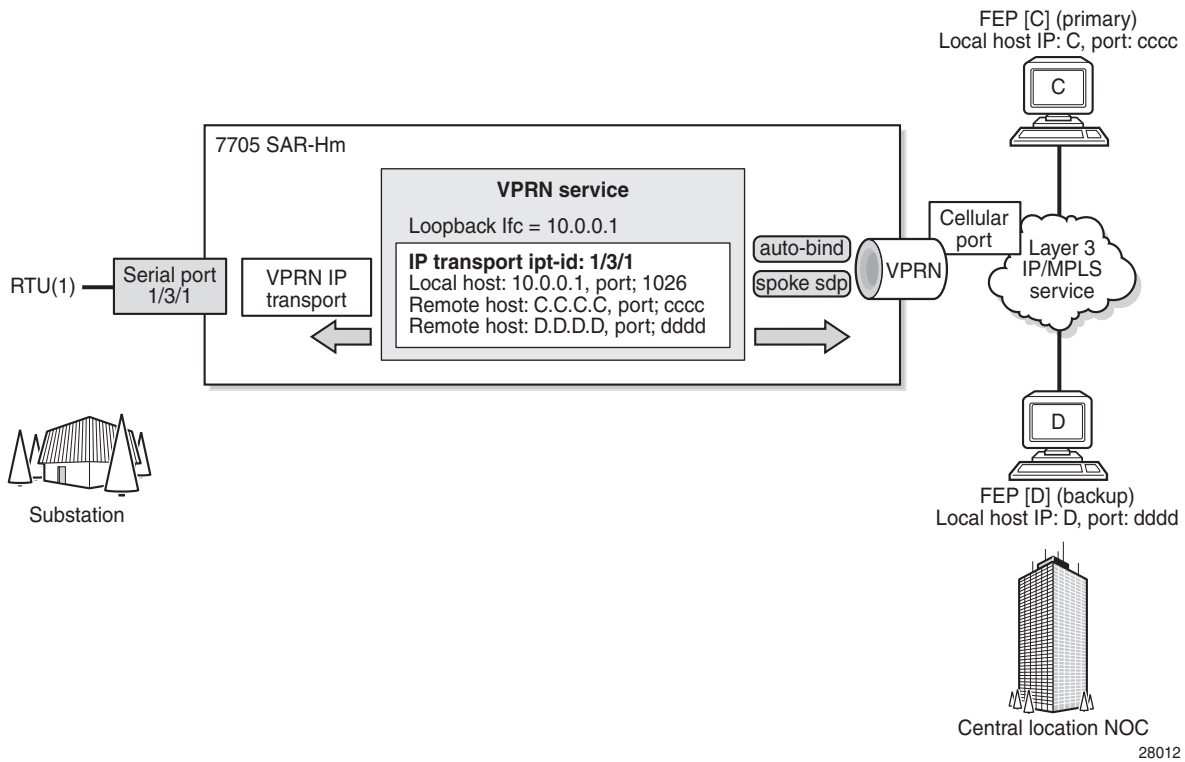 FEP [C] (primary)
Local host IP: C, port: cccc
C
7705 SAR-Hm
VPRN service
Loopback Ifc = 10.0.0.1
IP transport ipt-id: 1/3/1
Local host: 10.0.0.1, port; 1026
Remote host: C.C.C.C, port; cccc
Remote host: D.D.D.D, port; dddd
RTU(1)
Serial port
1/3/1
VPRN IP
transport
auto-bind
spoke sdp
VPRN
Cellular
port
Layer 3
IP/MPLS
service
D
FEP [D] (backup)
Local host IP: D, port: dddd
Substation
Central location NOC
28012